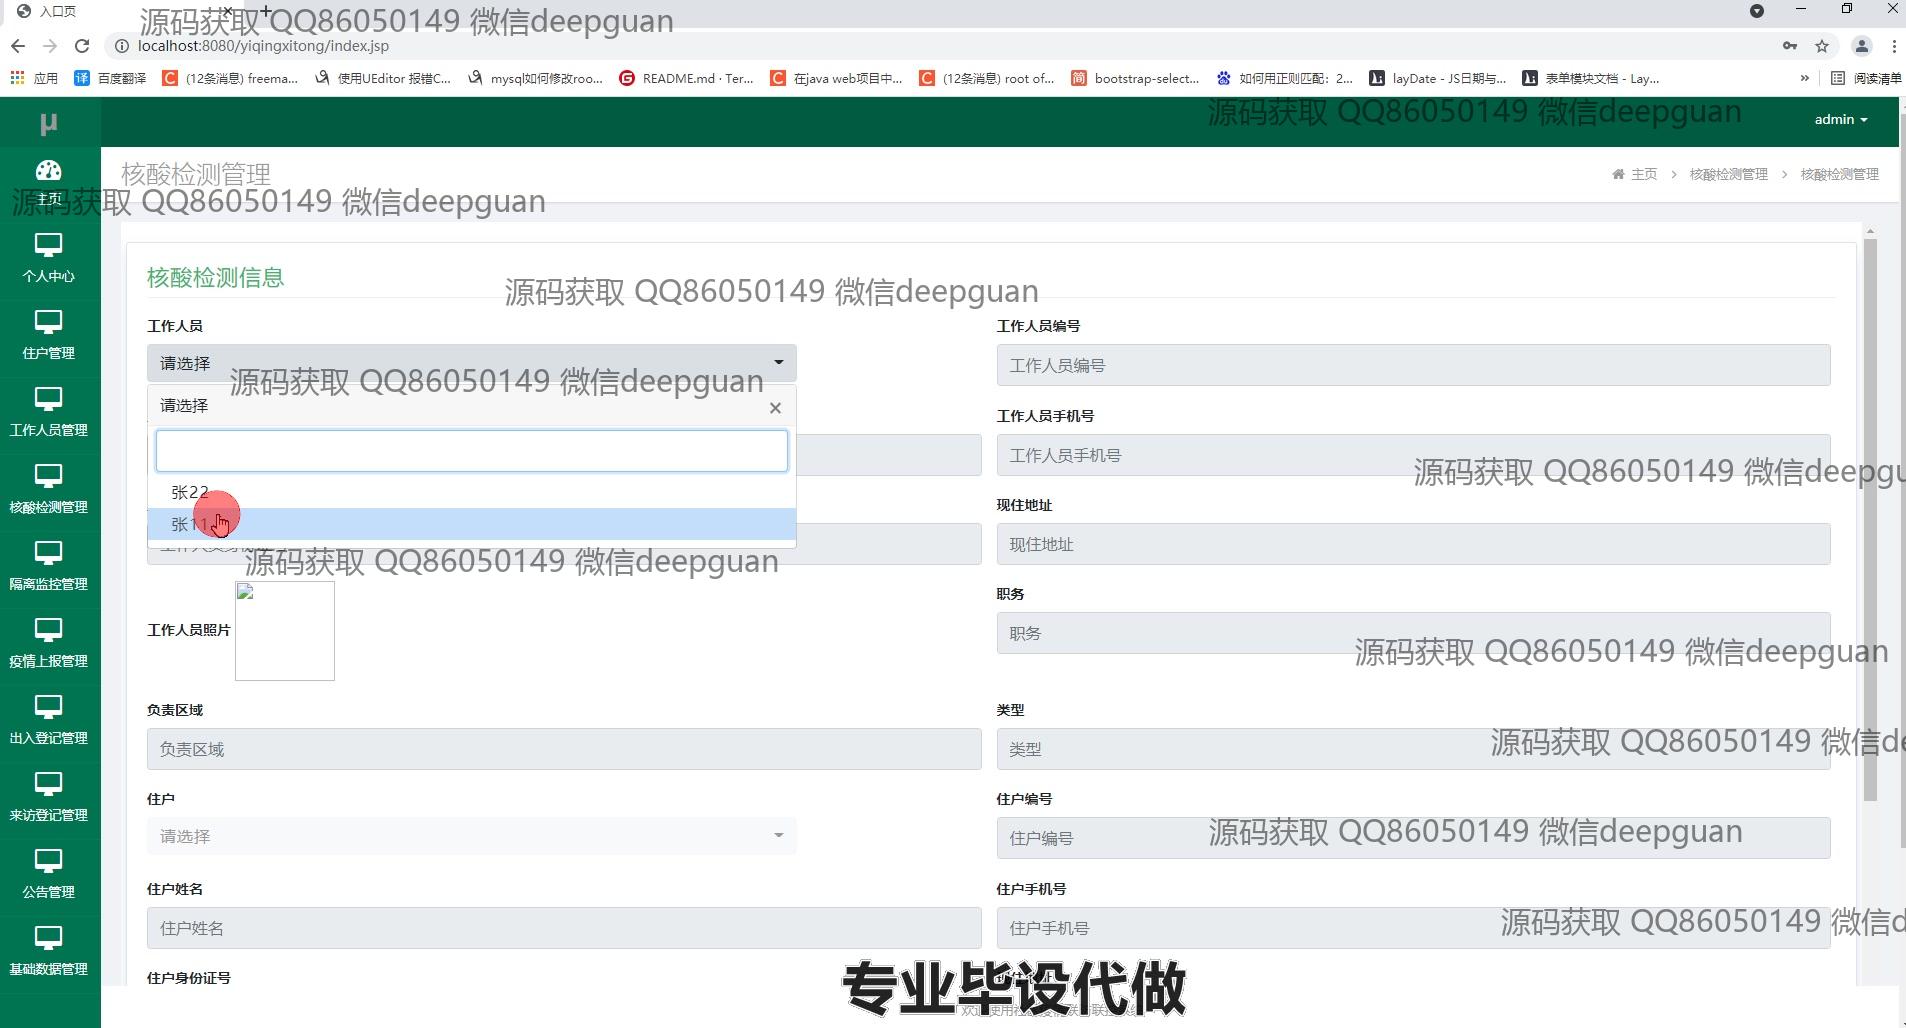 入口页
源码获取 QQ86050149 微信deepguan
localhost:8080/yiqingxitong/index.jsp
应用 百度翻译 (12条消息) freema... 使用UEditor 报错C... mysql如何修改roo... README.md · Ter... 在java web项目中... (12条消息) root of... bootstrap-select... 如何用正则匹配：2... layDate - JS日期与... 表单模块文档 - Lay... » 阅读清单
源码获取 QQ86050149 微信deepguan
μ
admin
核酸检测管理
主页 > 核酸检测管理 > 核酸检测管理
源码获取 QQ86050149 微信deepguan
主页
个人中心
住户管理
工作人员管理
核酸检测管理
隔离监控管理
疫情上报管理
出入登记管理
来访登记管理
公告管理
基础数据管理
核酸检测信息
源码获取 QQ86050149 微信deepguan
工作人员
工作人员编号
请选择
工作人员编号
源码获取 QQ86050149 微信deepguan
请选择 ×
工作人员手机号
工作人员手机号
源码获取 QQ86050149 微信deepgu
张22
张11
现住地址
现住地址
源码获取 QQ86050149 微信deepguan
工作人员照片
职务
职务
源码获取 QQ86050149 微信deepguan
负责区域
类型
负责区域
类型
源码获取 QQ86050149 微信de
住户
住户编号
请选择
住户编号
源码获取 QQ86050149 微信deepguan
住户姓名
住户手机号
住户姓名
住户手机号
源码获取 QQ86050149 微信d
住户身份证号
专业毕设代做